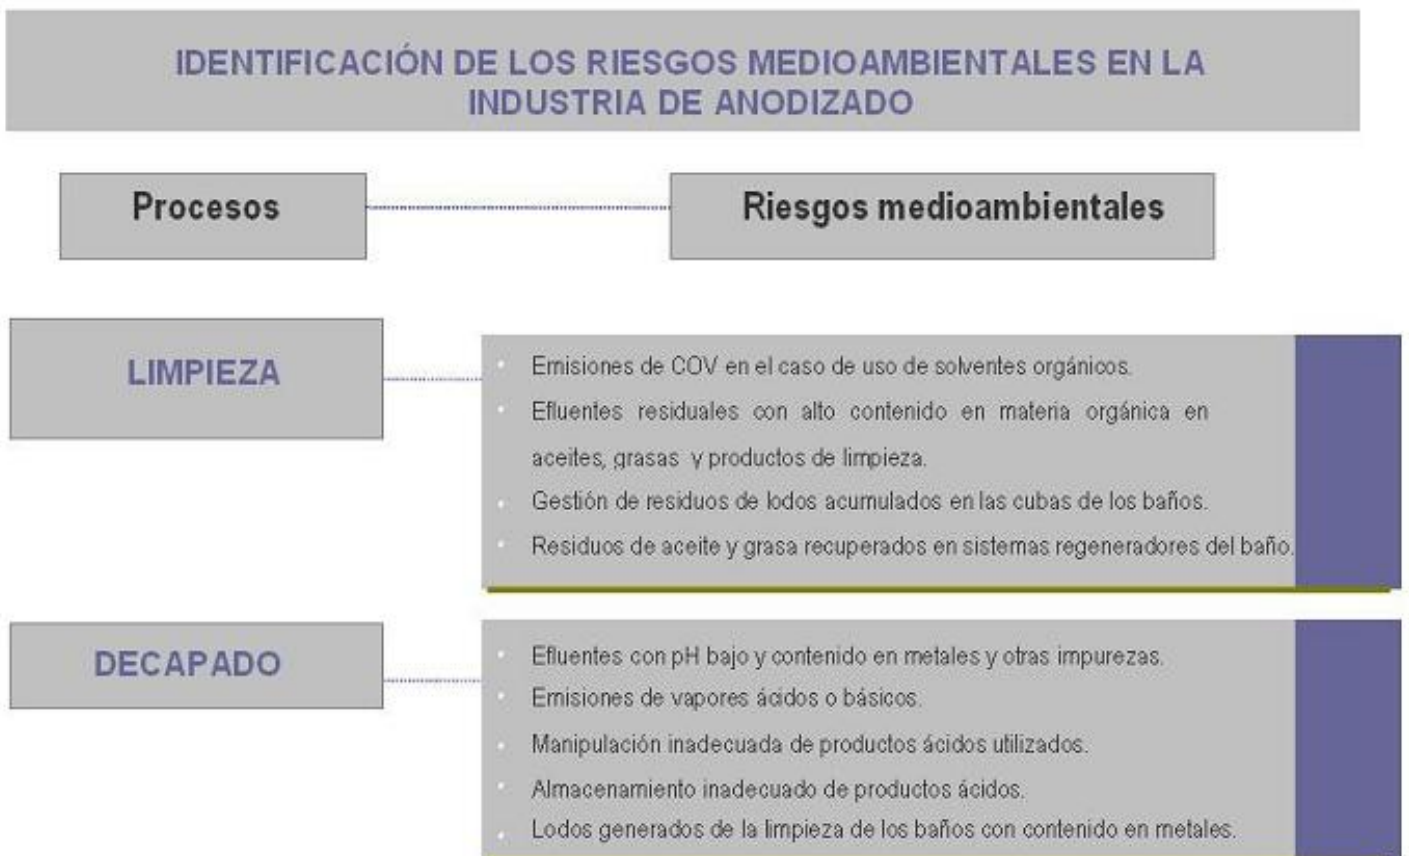 IDENTIFICACIÓN DE LOS RIESGOS MEDIOAMBIENTALES EN LA
INDUSTRIA DE ANODIZADO
Procesos
Riesgos medioambientales
LIMPIEZA
Emisiones de COV en el caso de uso de solventes orgánicos.
Efluentes residuales con alto contenido en materia orgánica en
aceites, grasas y productos de limpieza.
Gestión de residuos de lodos acumulados en las cubas de los baños.
Residuos de aceite y grasa recuperados en sistemas regeneradores del baño.
DECAPADO
Efluentes con pH bajo y contenido en metales y otras impurezas.
Emisiones de vapores ácidos o básicos.
Manipulación inadecuada de productos ácidos utilizados.
Almacenamiento inadecuado de productos ácidos.
Lodos generados de la limpieza de los baños con contenido en metales.